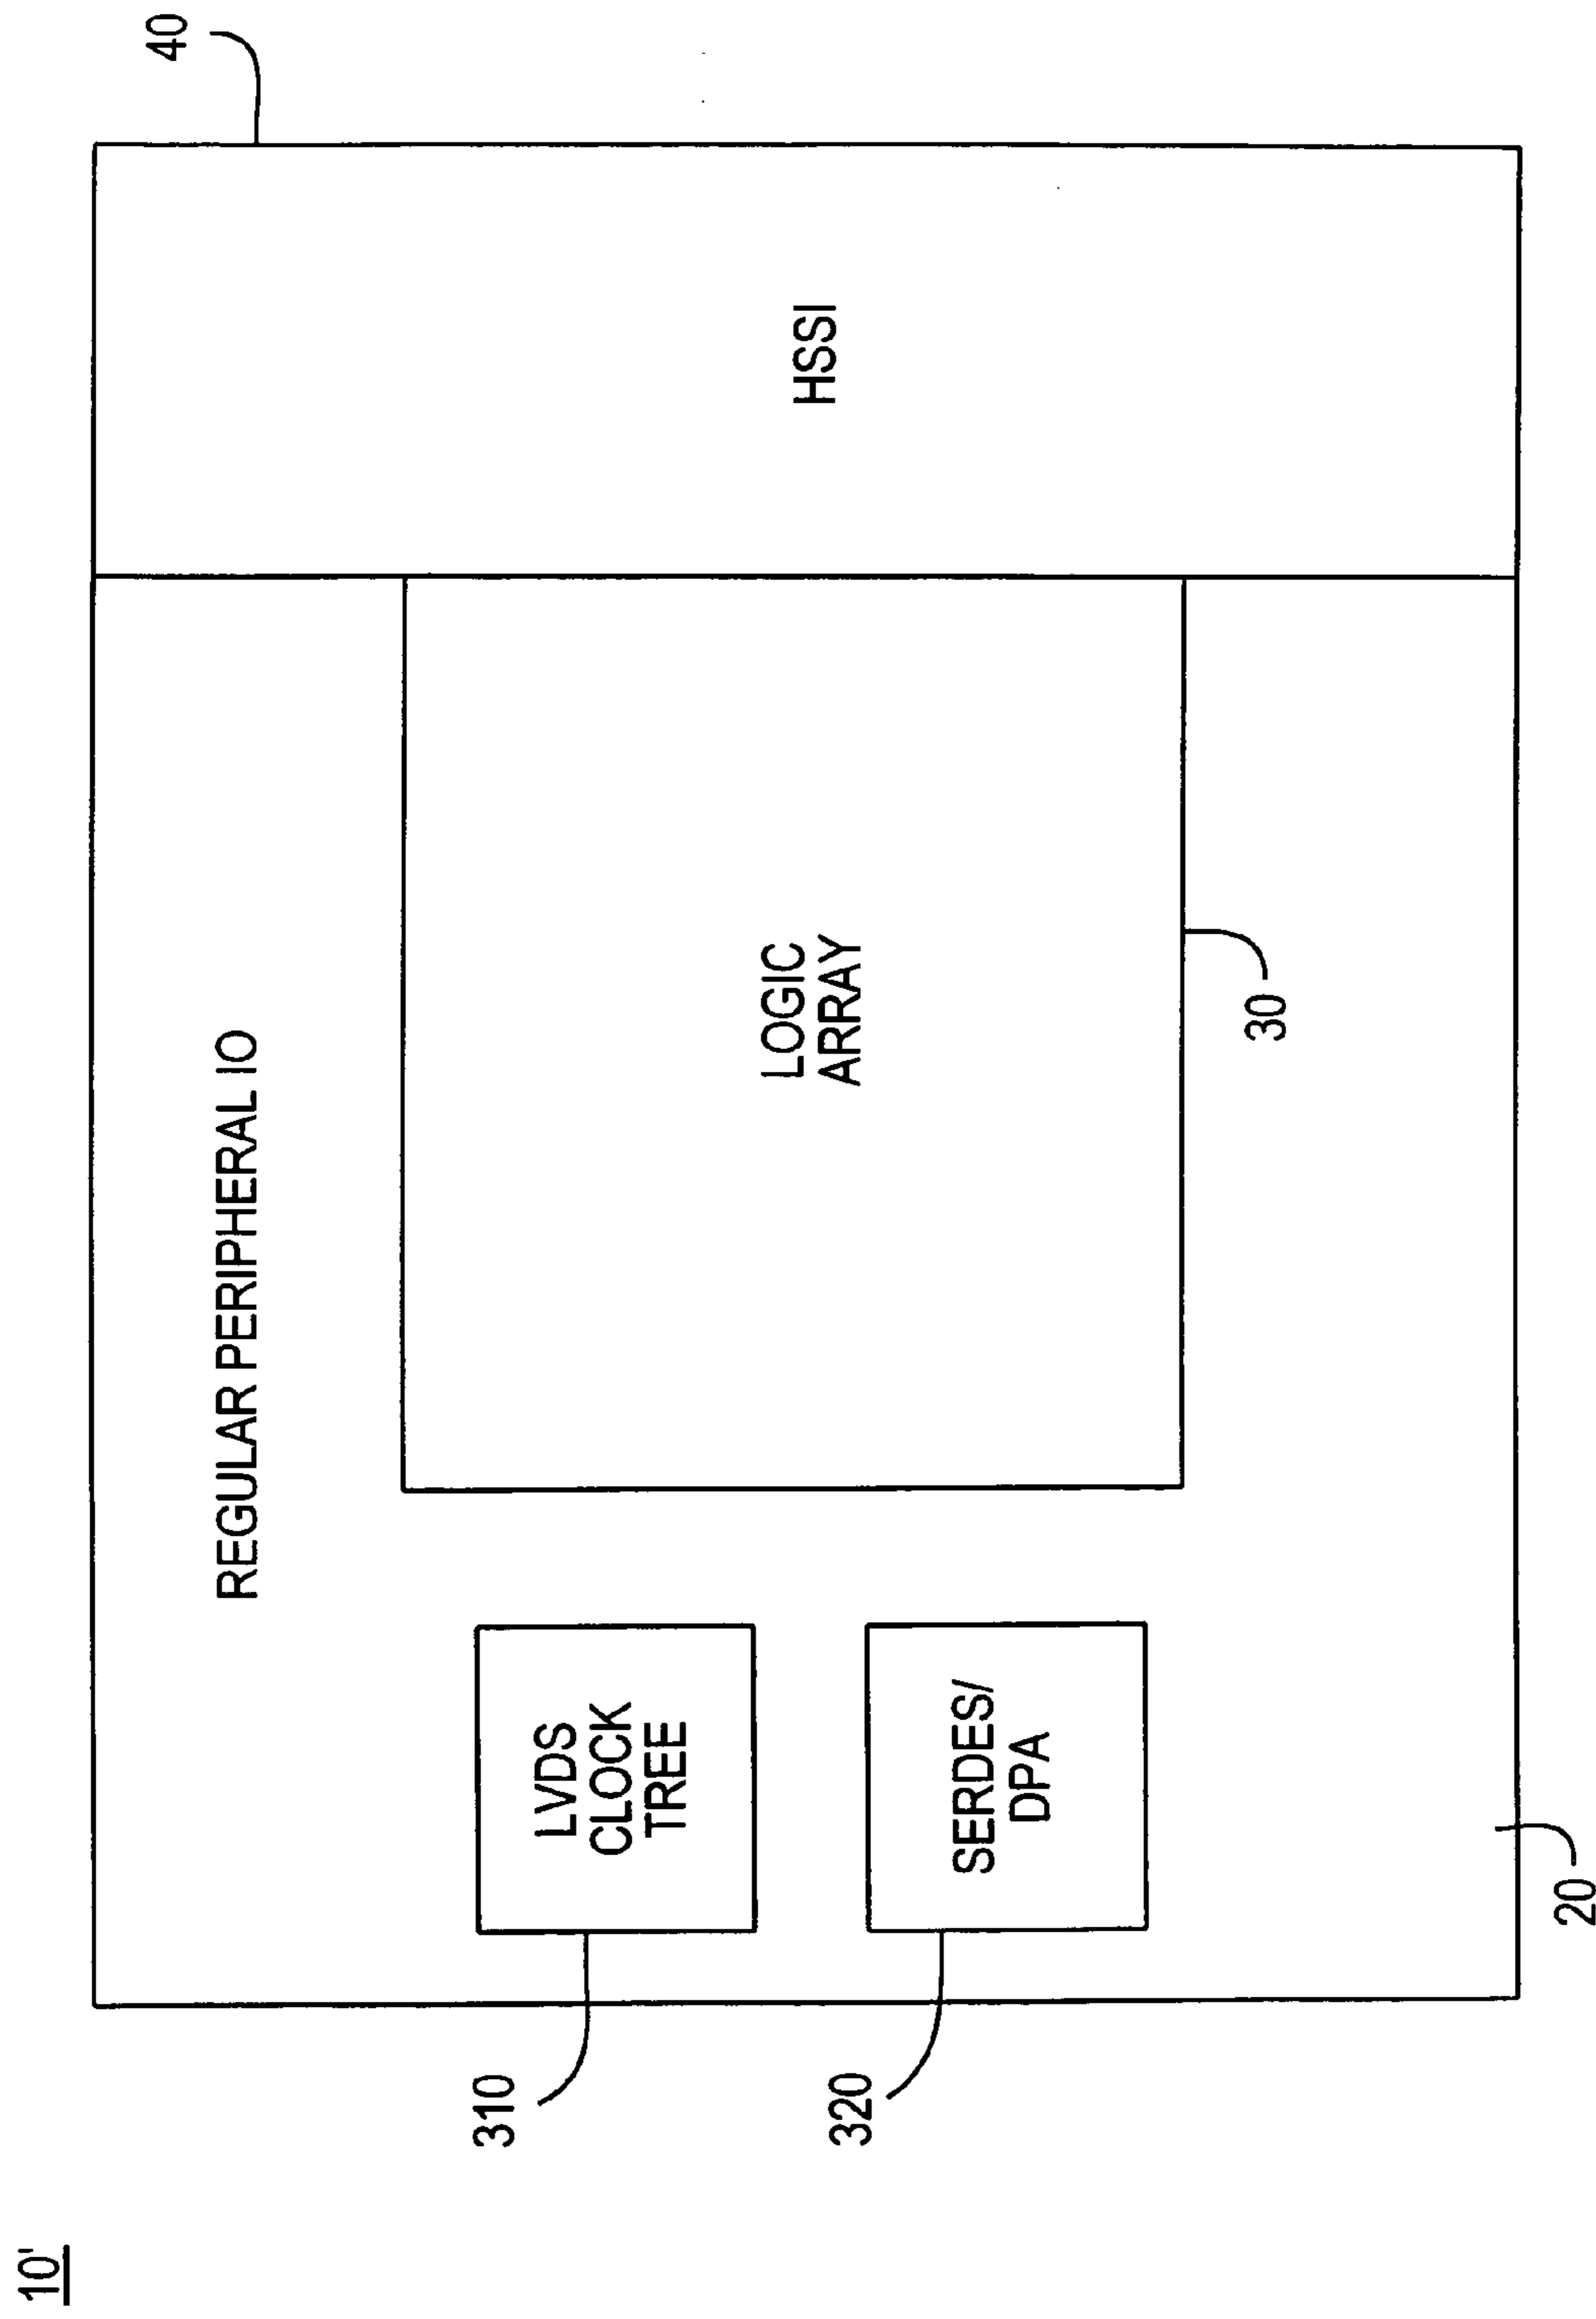 10'
REGULAR PERIPHERAL IO
310
LVDS
CLOCK
TREE
320
SERDES/
DPA
LOGIC
ARRAY
30
HSSI
40
20